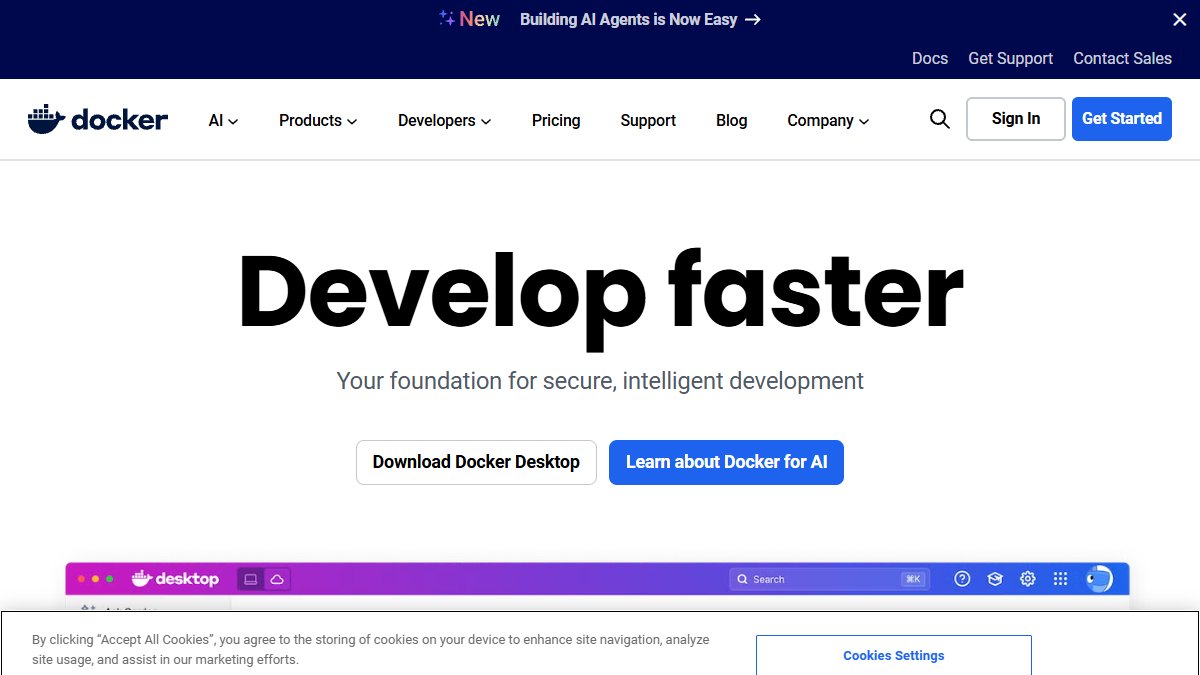 New Building AI Agents is Now Easy →
Docs Get Support Contact Sales
docker AI Products Developers Pricing Support Blog Company Sign In Get Started
Develop faster
Your foundation for secure, intelligent development
Download Docker Desktop Learn about Docker for AI
desktop Search ⌘K
By clicking “Accept All Cookies”, you agree to the storing of cookies on your device to enhance site navigation, analyze
site usage, and assist in our marketing efforts.
Cookies Settings